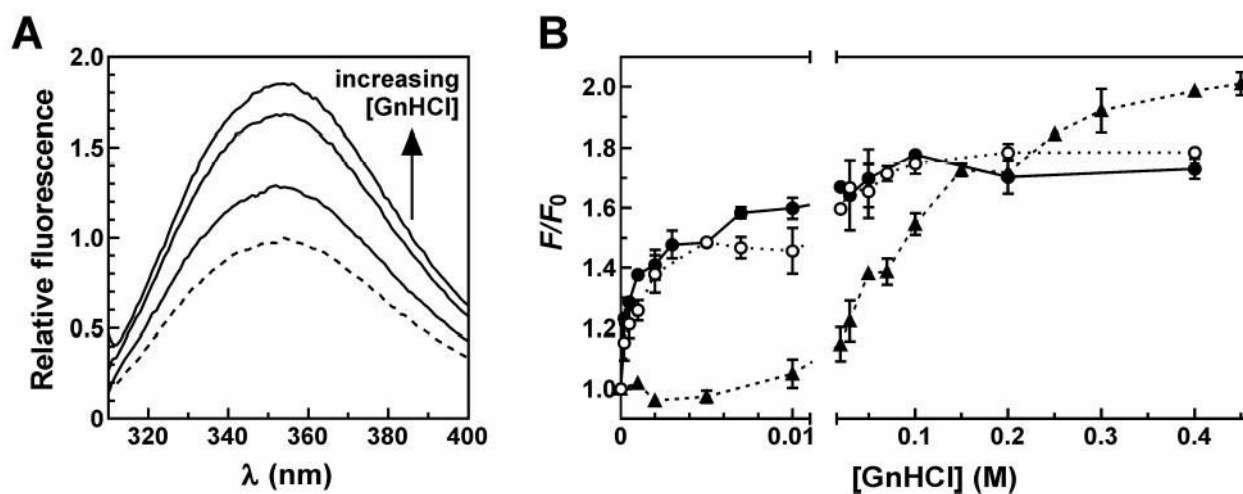 A
Relative fluorescence
2.0
1.5
1.0
0.5
0
increasing
[GnHCl]
320
340
360
380
400
λ (nm)
B
F/F0
2.0
1.8
1.6
1.4
1.2
1.0
0
0.01
0.1
0.2
0.3
0.4
[GnHCl] (M)